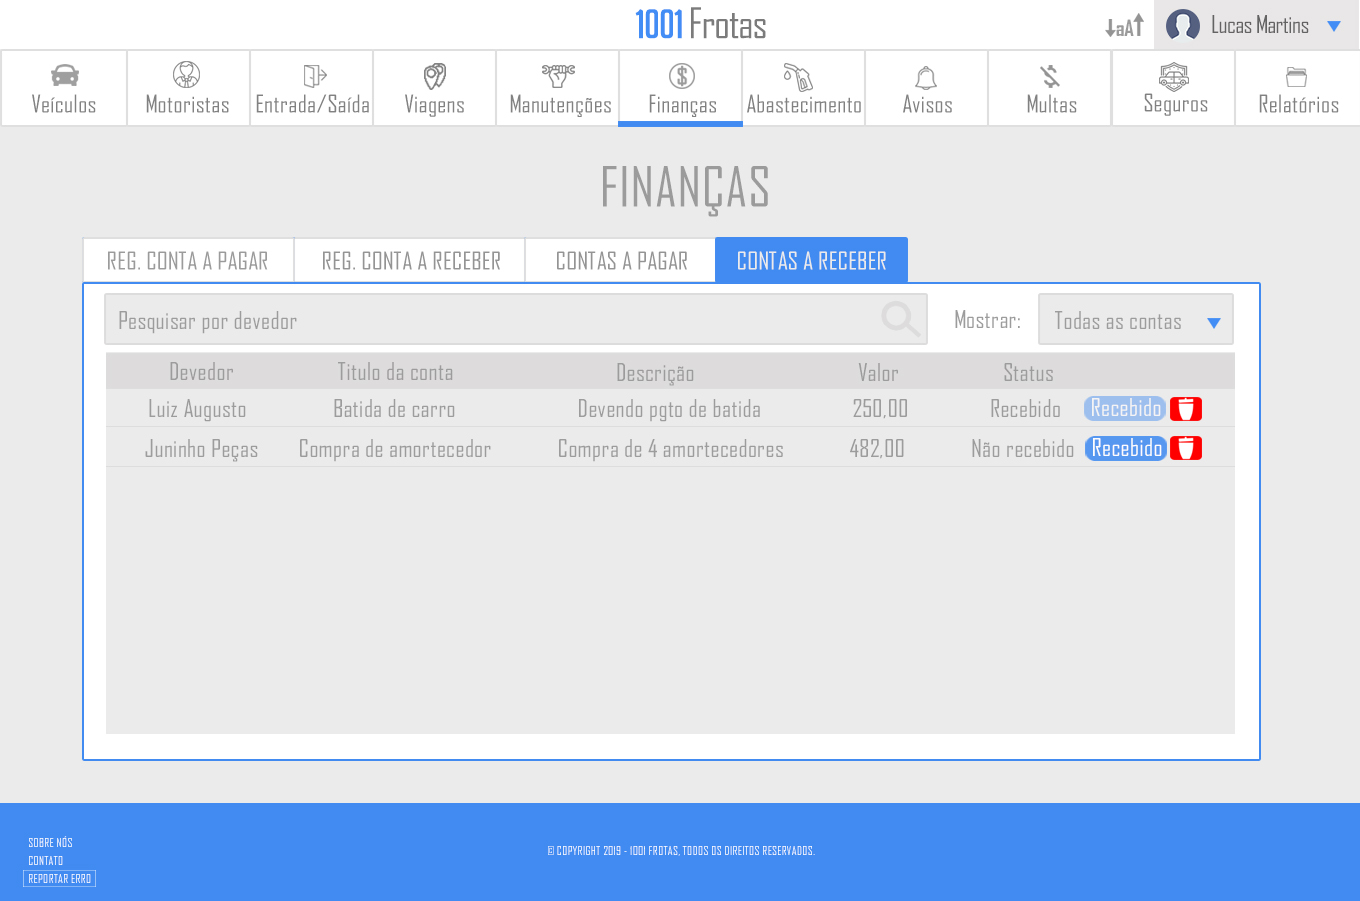 1001 Frotas
aA
Lucas Martins
Veículos
Motoristas
Entrada/Saída
Viagens
Manutenções
Finanças
Abastecimento
Avisos
Multas
Seguros
Relatórios
FINANÇAS
REG. CONTA A PAGAR
REG. CONTA A RECEBER
CONTAS A PAGAR
CONTAS A RECEBER
Pesquisar por devedor
Mostrar:
Todas as contas
Devedor Titulo da conta Descrição Valor Status
Luiz Augusto Batida de carro Devendo pgto de batida 250,00 Recebido Recebido
Juninho Peças Compra de amortecedor Compra de 4 amortecedores 482,00 Não recebido Recebido
SOBRE NÓS
CONTATO
REPORTAR ERRO
© COPYRIGHT 2019 - 1001 FROTAS, TODOS OS DIREITOS RESERVADOS.